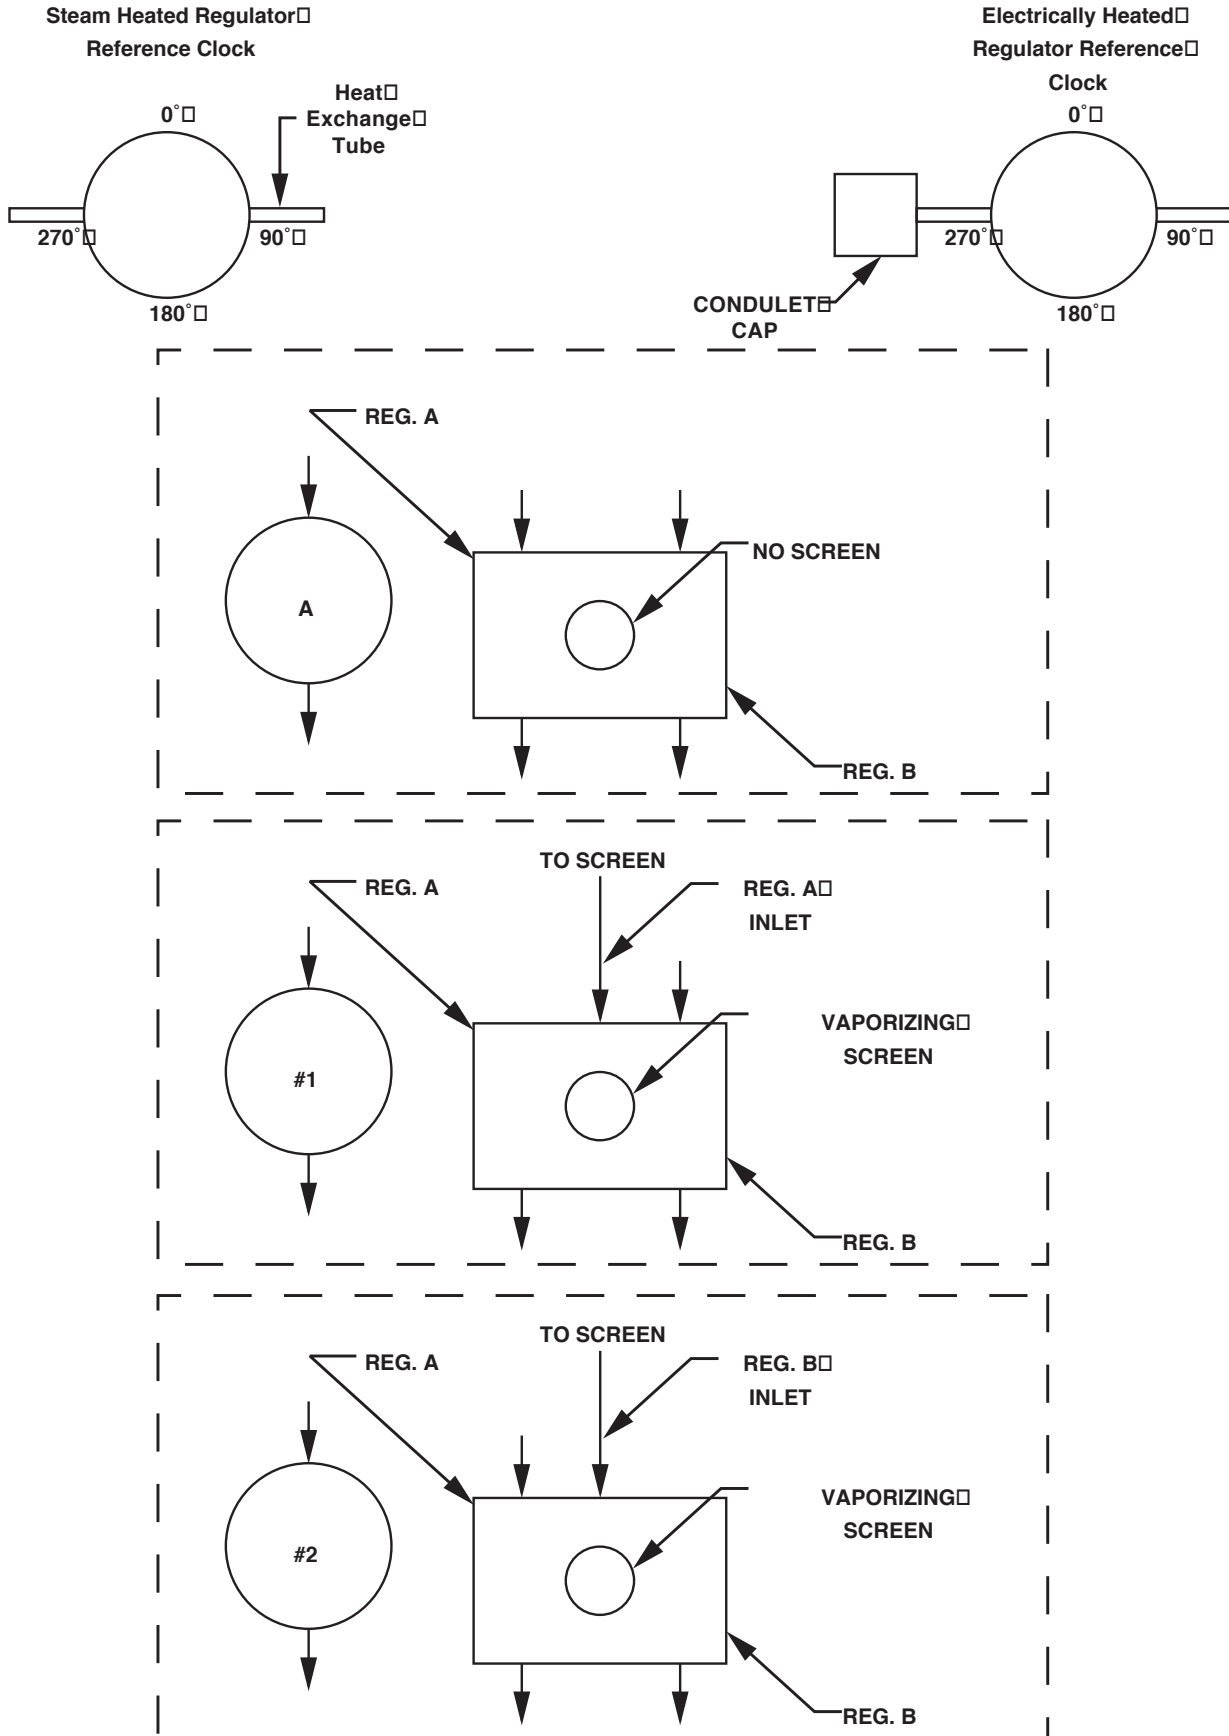 Steam Heated Regulator
Reference Clock
Electrically Heated
Regulator Reference
Clock
Heat
Exchange
Tube
0°
270°
90°
180°
0°
270°
90°
180°
CONDULET
CAP
REG. A
NO SCREEN
A
REG. B
TO SCREEN
REG. A
REG. A
INLET
VAPORIZING
SCREEN
#1
REG. B
TO SCREEN
REG. A
REG. B
INLET
VAPORIZING
SCREEN
#2
REG. B